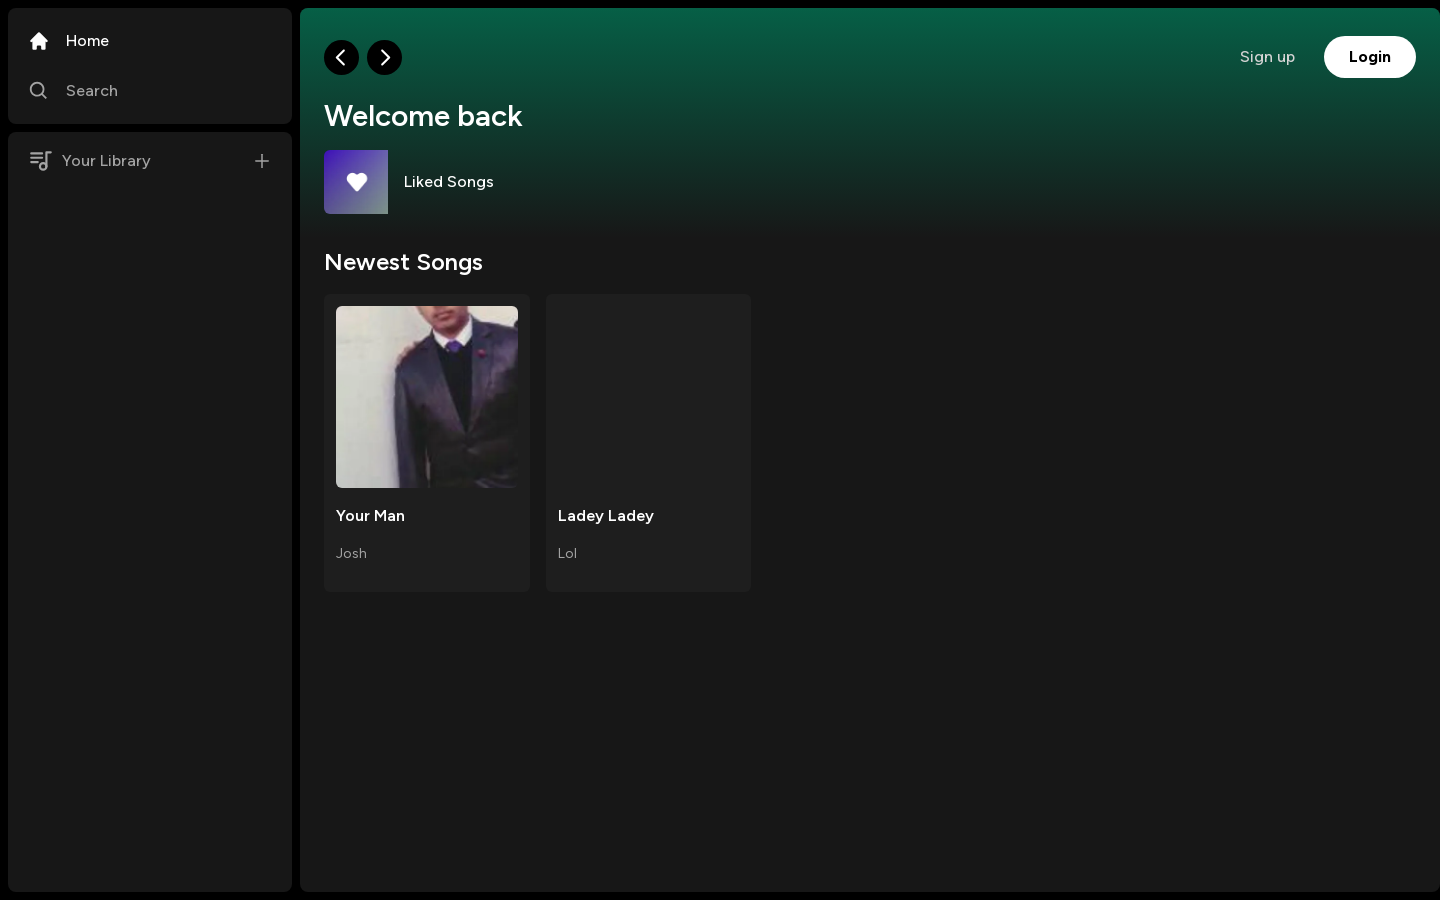 Home
Search
Your Library
Sign up
Login
Welcome back
Liked Songs
Newest Songs
Your Man
Josh
Ladey Ladey
Lol